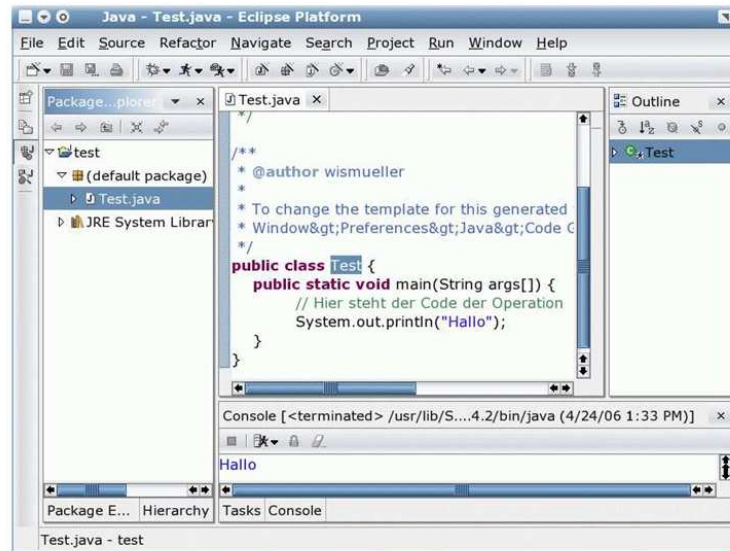 Java - Test.java - Eclipse Platform
File Edit Source Refactor Navigate Search Project Run Window Help
Package...plorer
test
(default package)
Test.java
JRE System Librar
Test.java
*/
/**
* @author wismueller
*
* To change the template for this generated
* Window&gt;Preferences&gt;Java&gt;Code G
*/
public class Test {
public static void main(String args[]) {
// Hier steht der Code der Operation
System.out.println("Hallo");
}
}
Outline
Test
Console [<terminated> /usr/lib/S....4.2/bin/java (4/24/06 1:33 PM)]
Hallo
Package E... Hierarchy
Tasks Console
Test.java - test